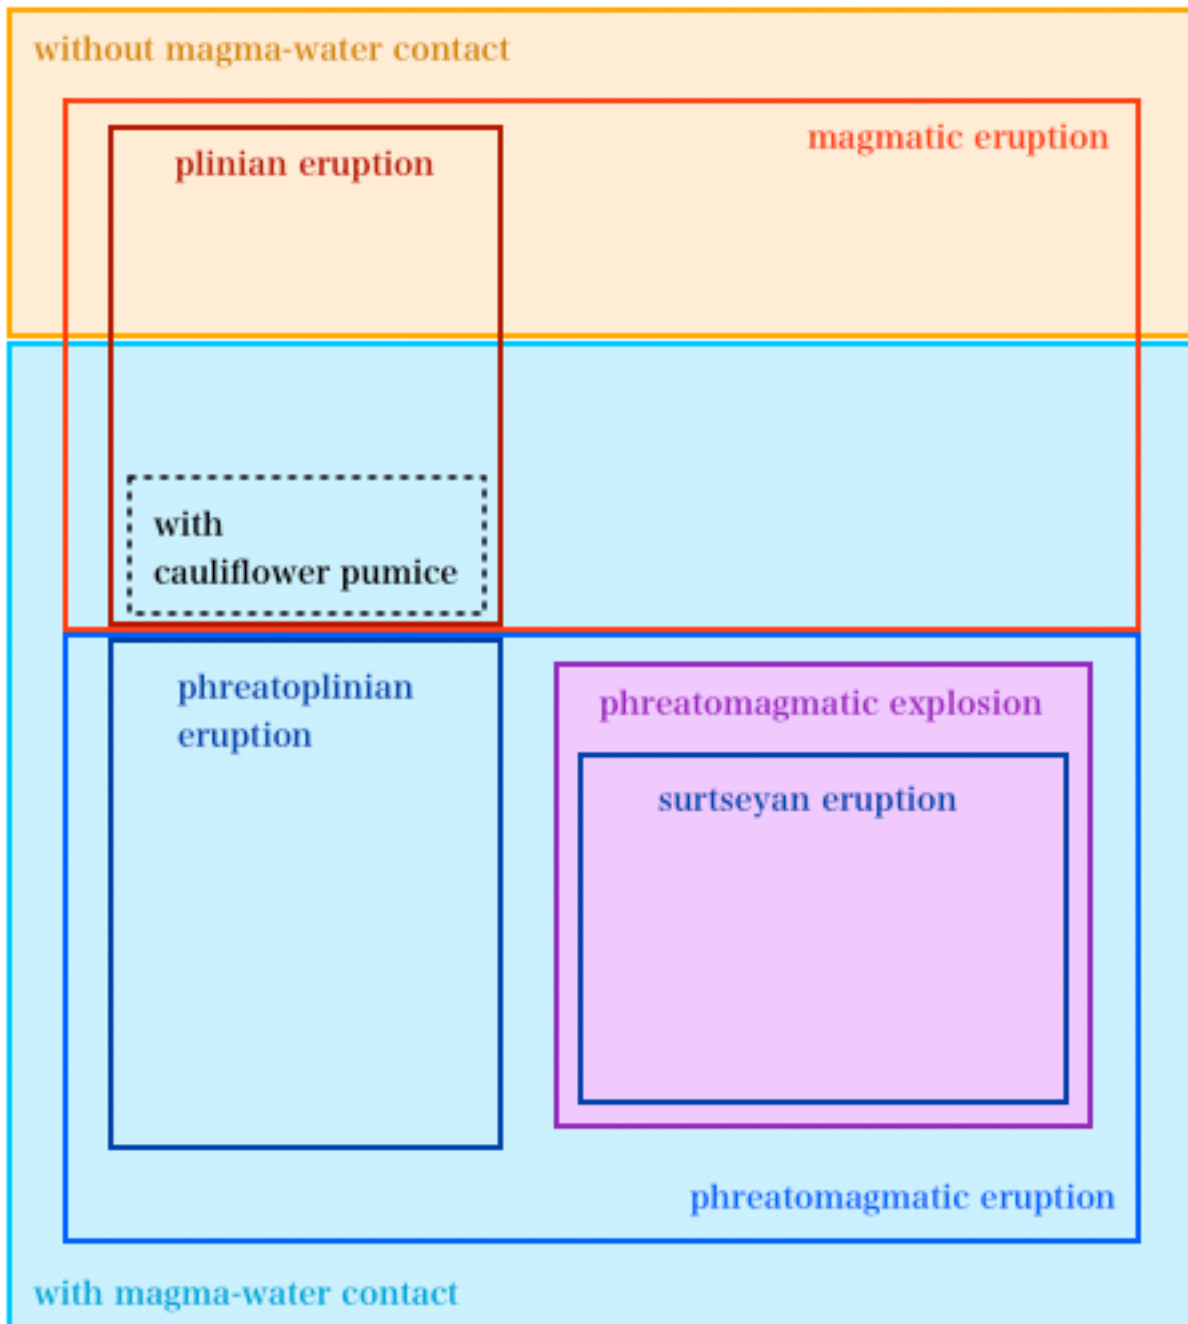 without magma-water contact
magmatic eruption
plinian eruption
with
cauliflower pumice
phreatoplinian
eruption
phreatomagmatic explosion
surtseyan eruption
phreatomagmatic eruption
with magma-water contact